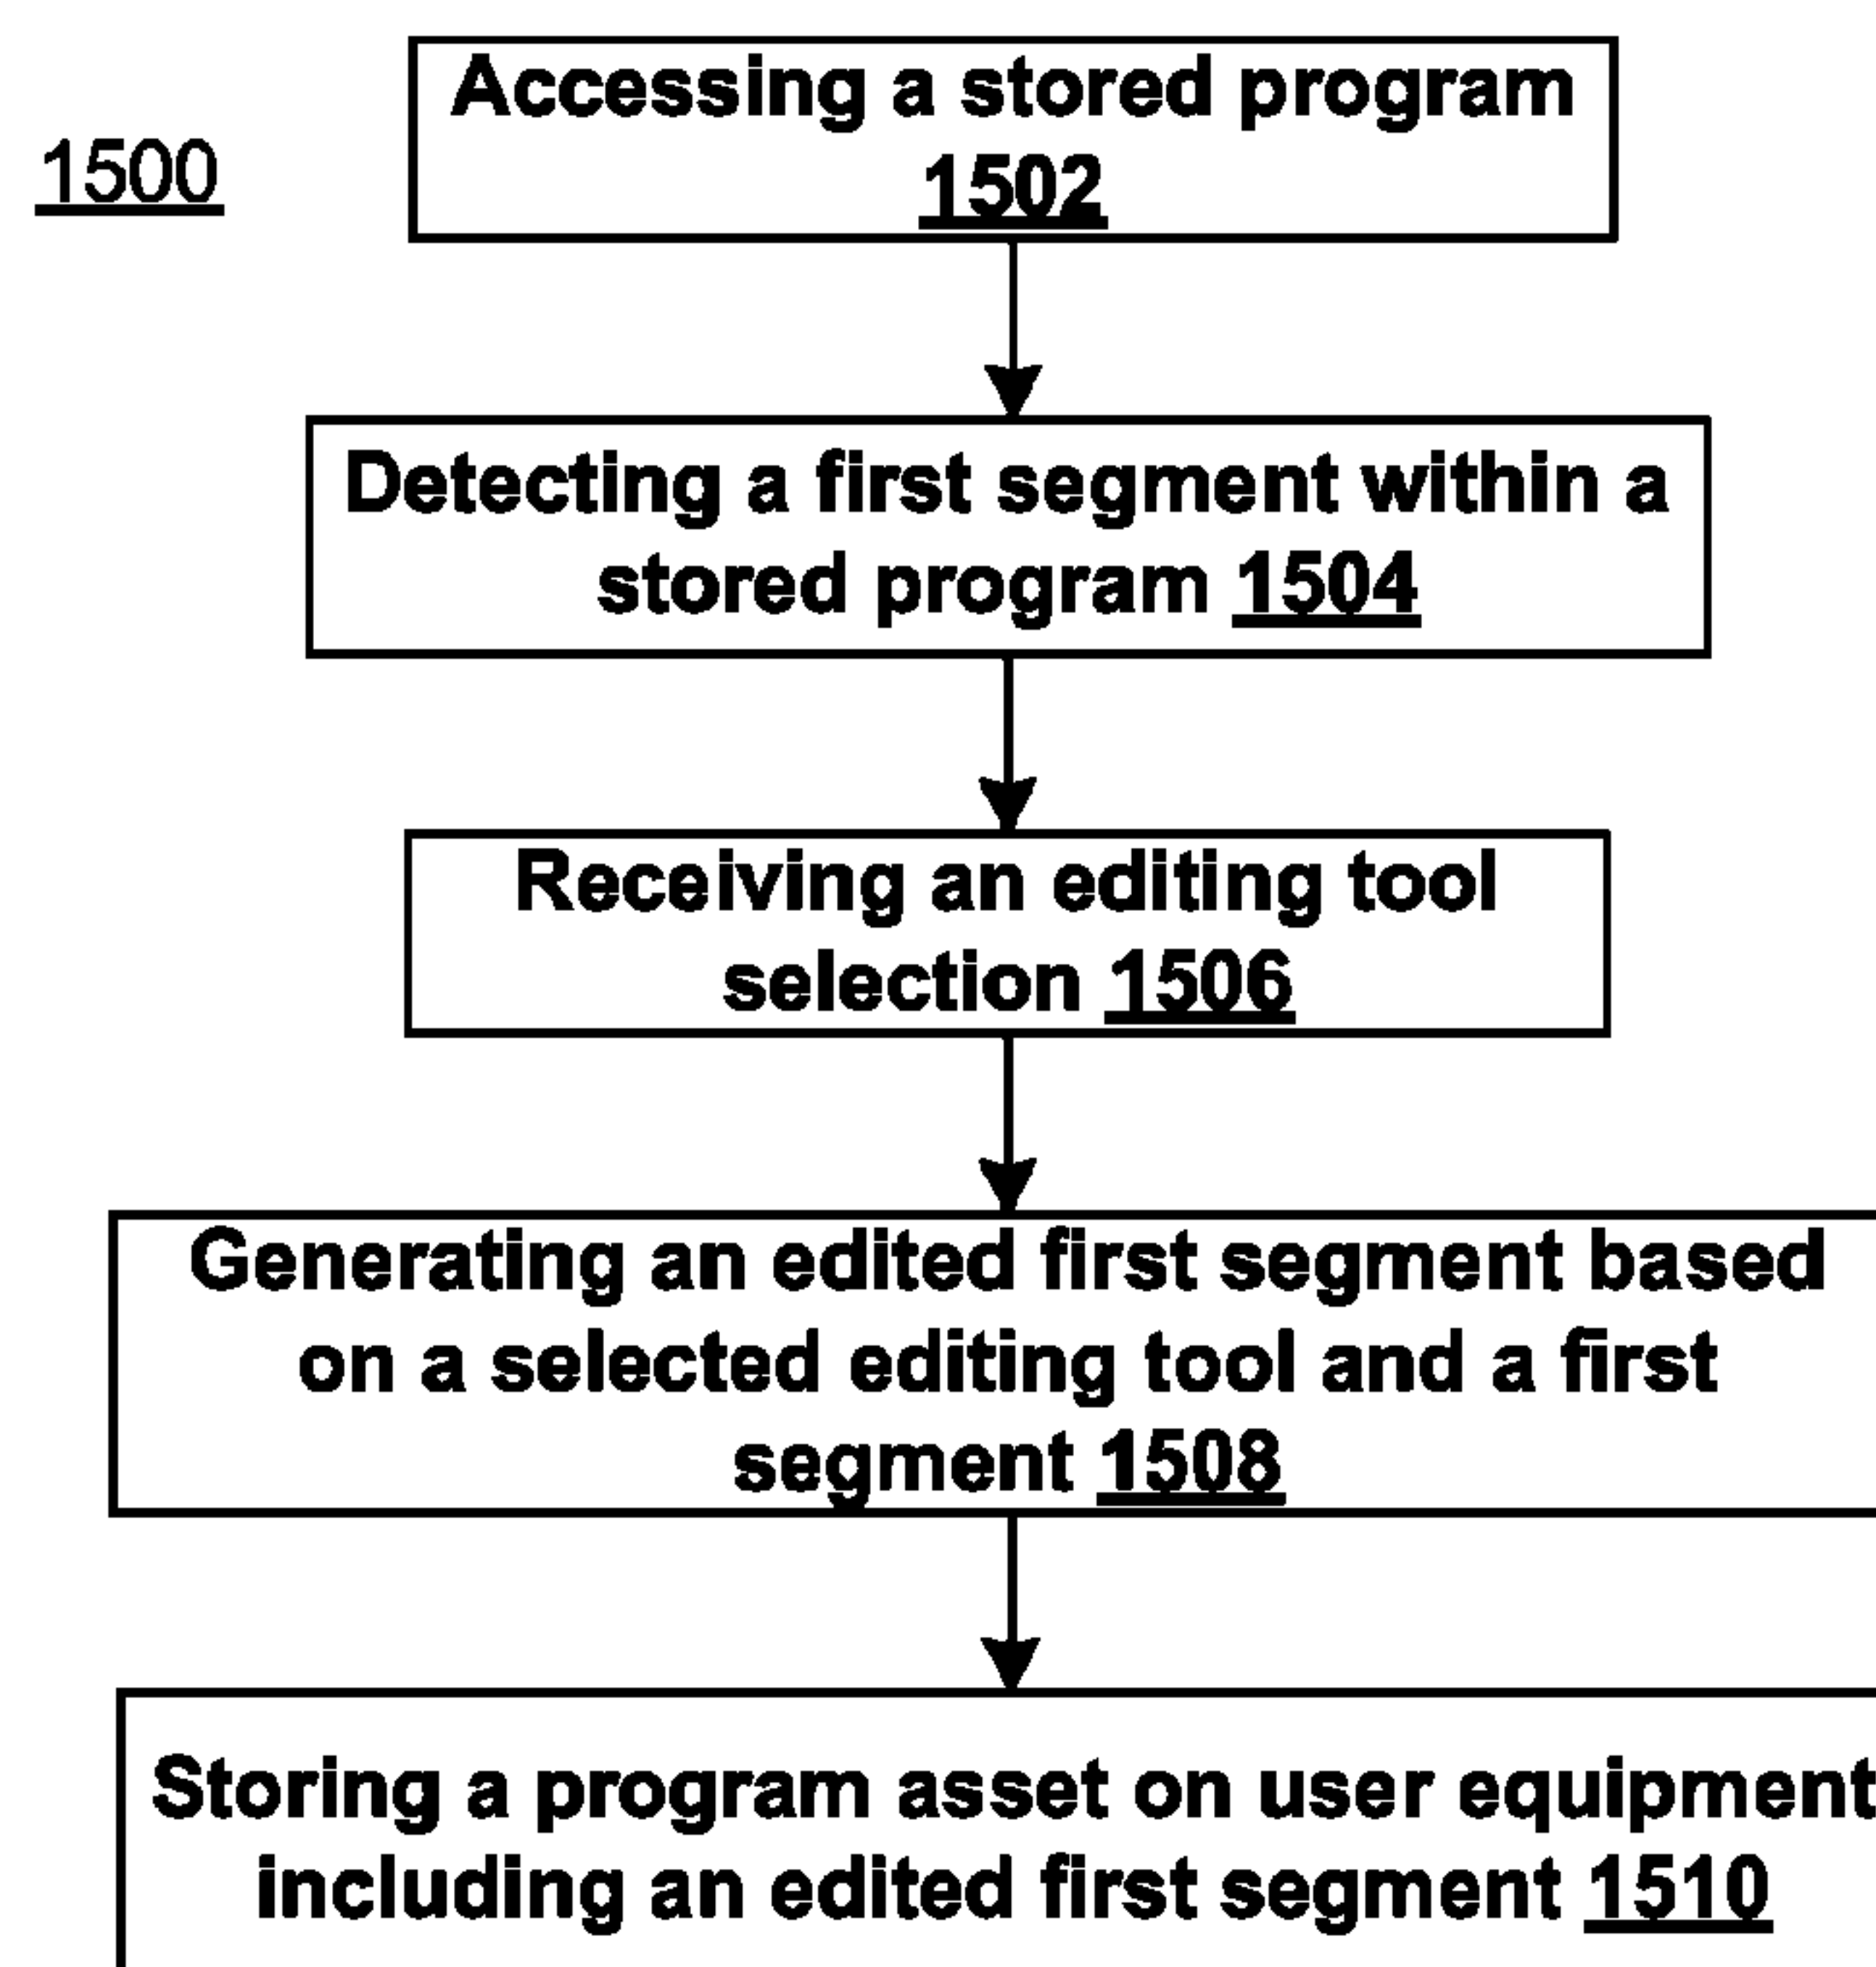 1500
Accessing a stored program
1502
Detecting a first segment within a
stored program 1504
Receiving an editing tool
selection 1506
Generating an edited first segment based
on a selected editing tool and a first
segment 1508
Storing a program asset on user equipment
including an edited first segment 1510